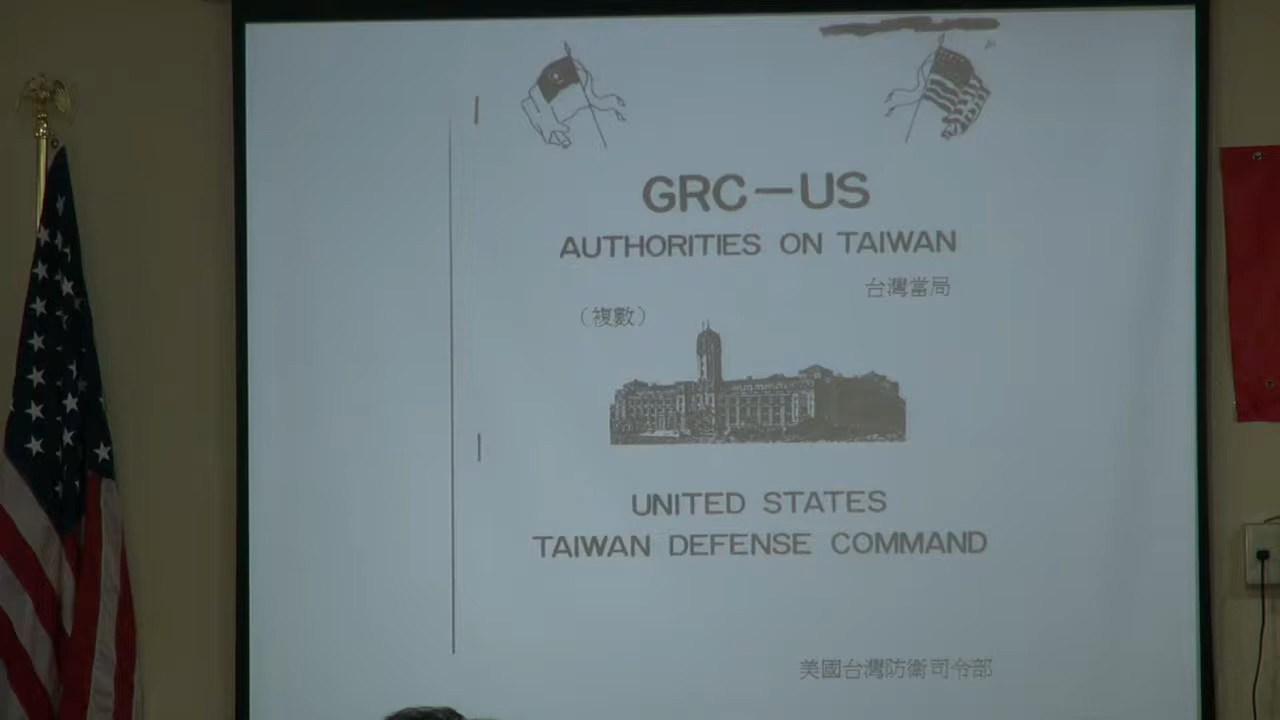 GRC—US
AUTHORITIES ON TAIWAN
台灣當局
（複數）
UNITED STATES
TAIWAN DEFENSE COMMAND
美國台灣防衛司令部